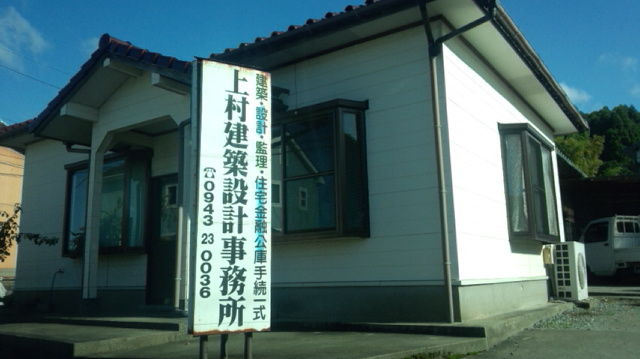 建築・設計・監理・住宅金融公庫手続一式
上村建築設計事務所
☎0943 23 0036